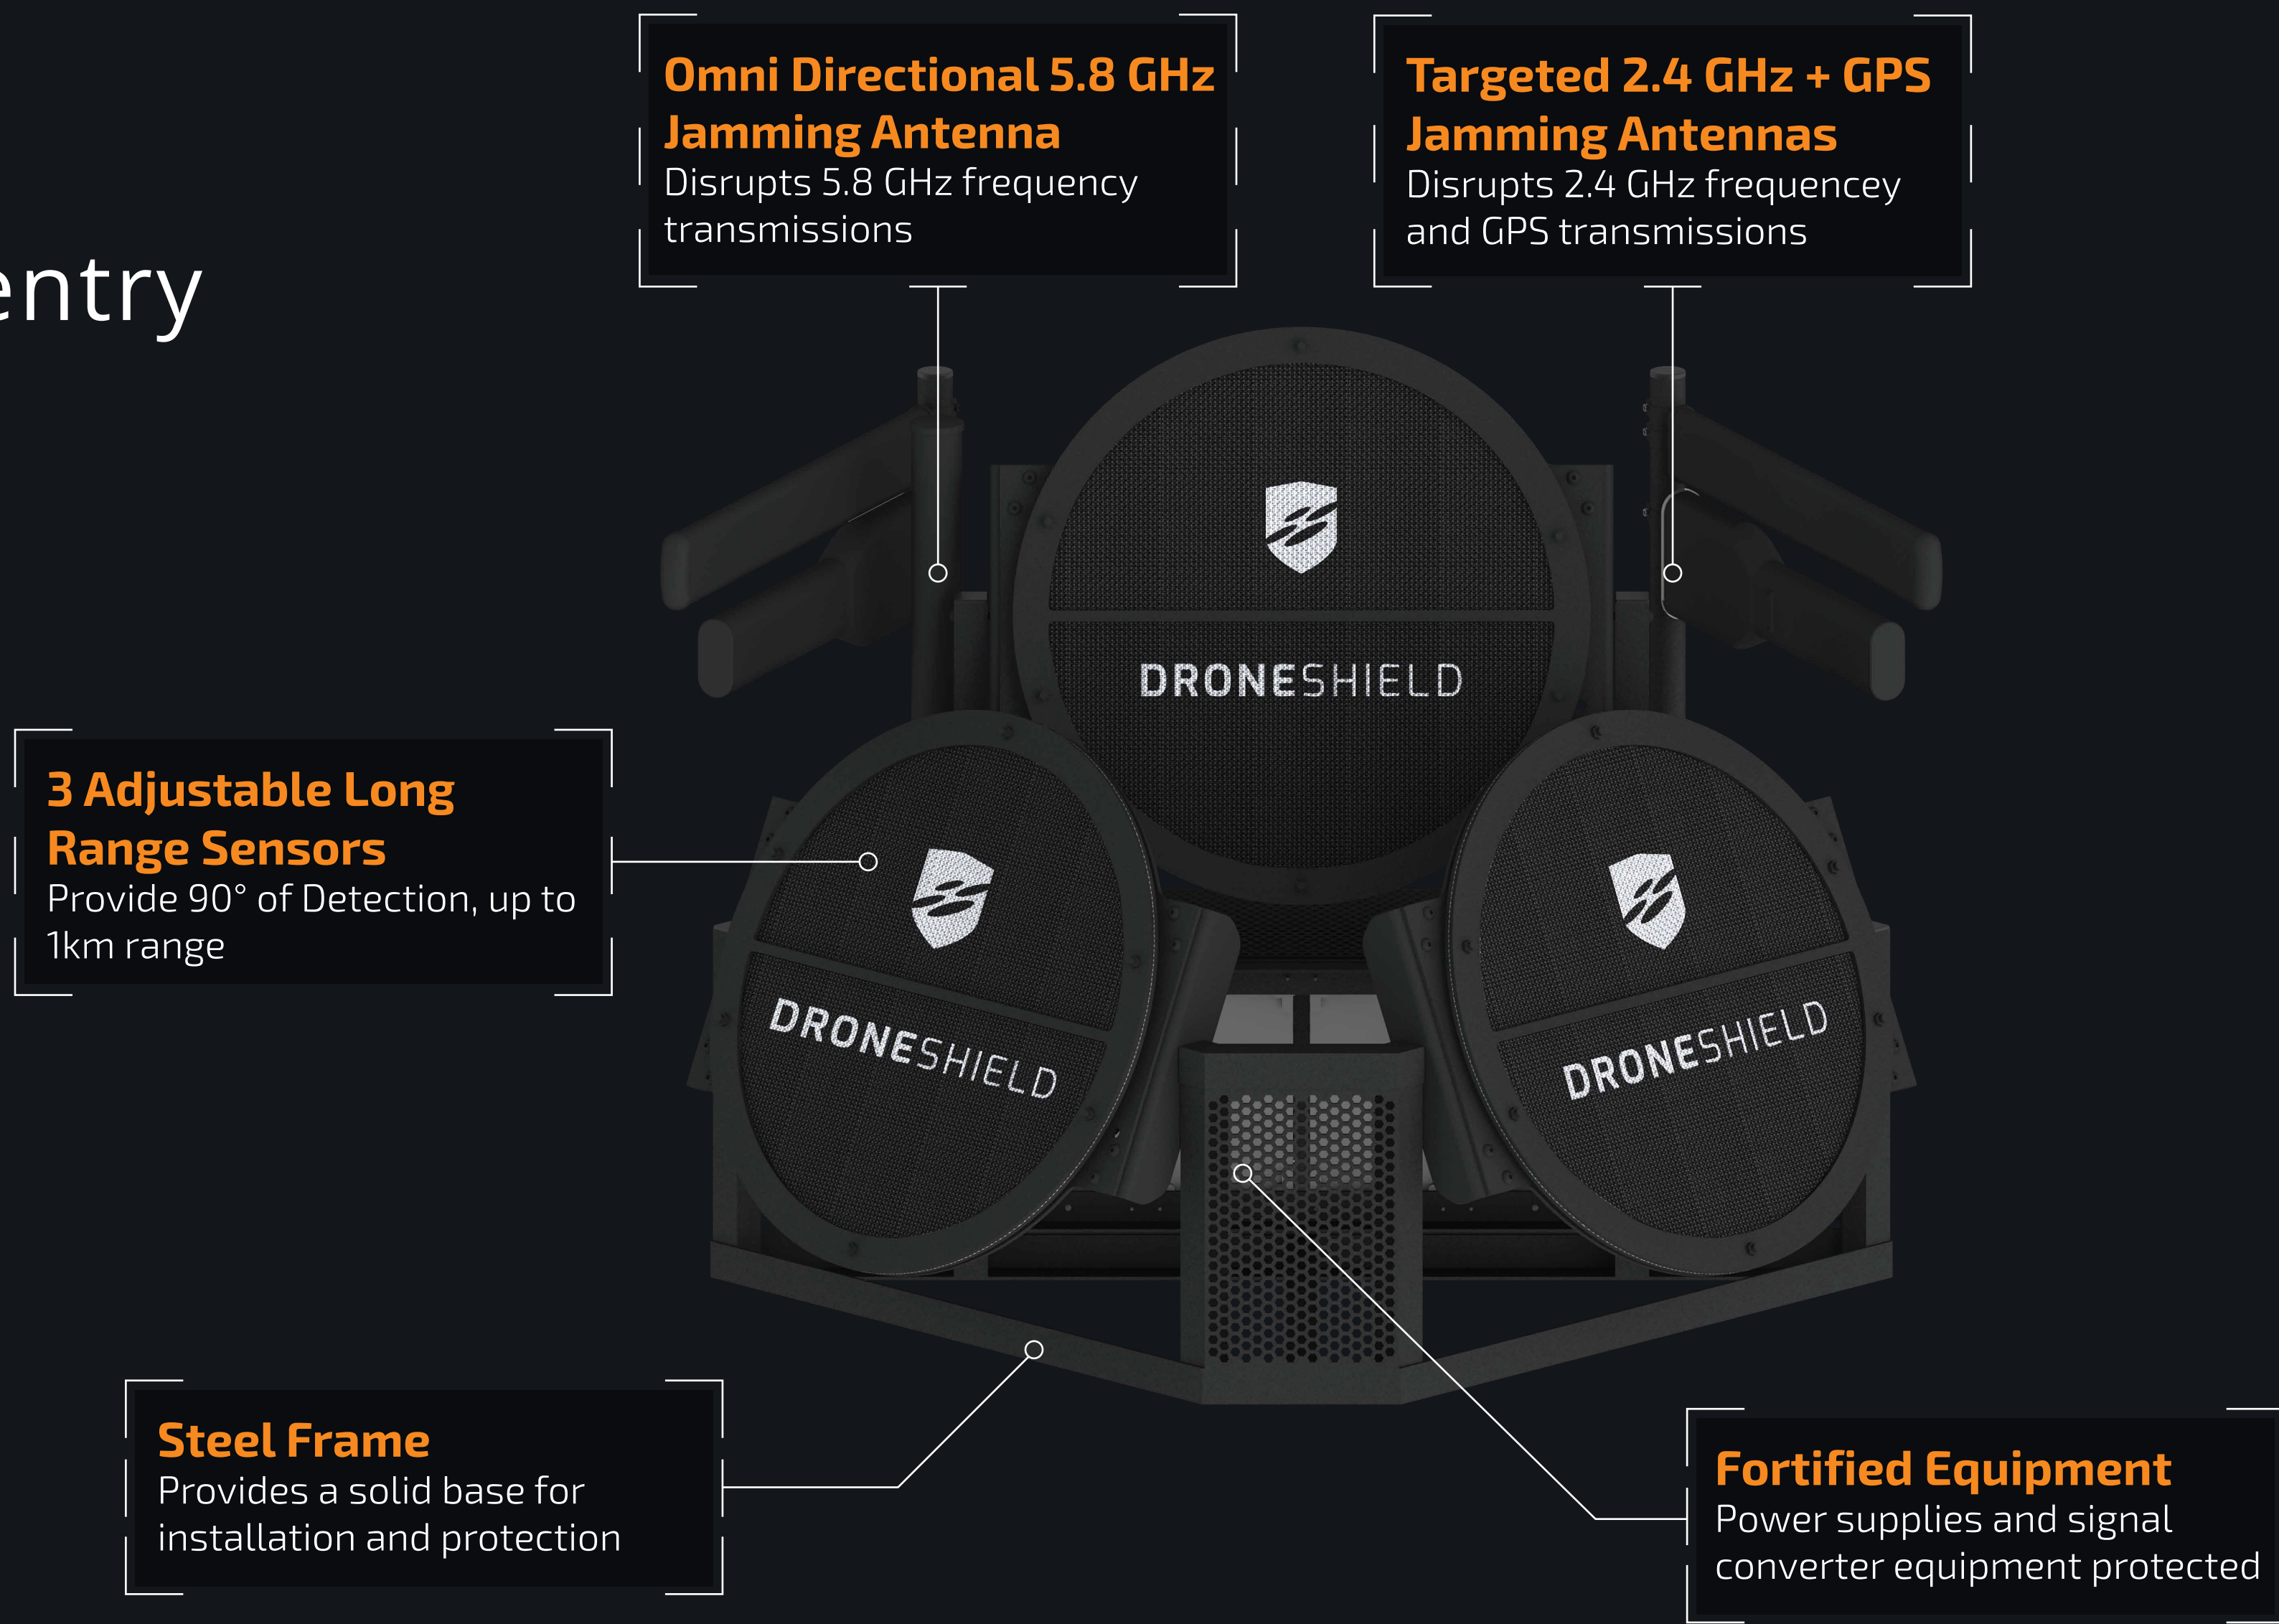 Omni Directional 5.8 GHz
Jamming Antenna
Disrupts 5.8 GHz frequency
transmissions
Targeted 2.4 GHz + GPS
Jamming Antennas
Disrupts 2.4 GHz frequencey
and GPS transmissions
entry
DRONESHIELD
3 Adjustable Long
Range Sensors
Provide 90° of Detection, up to
1km range
DRONESHIELD
DRONESHIELD
Steel Frame
Provides a solid base for
installation and protection
Fortified Equipment
Power supplies and signal
converter equipment protected